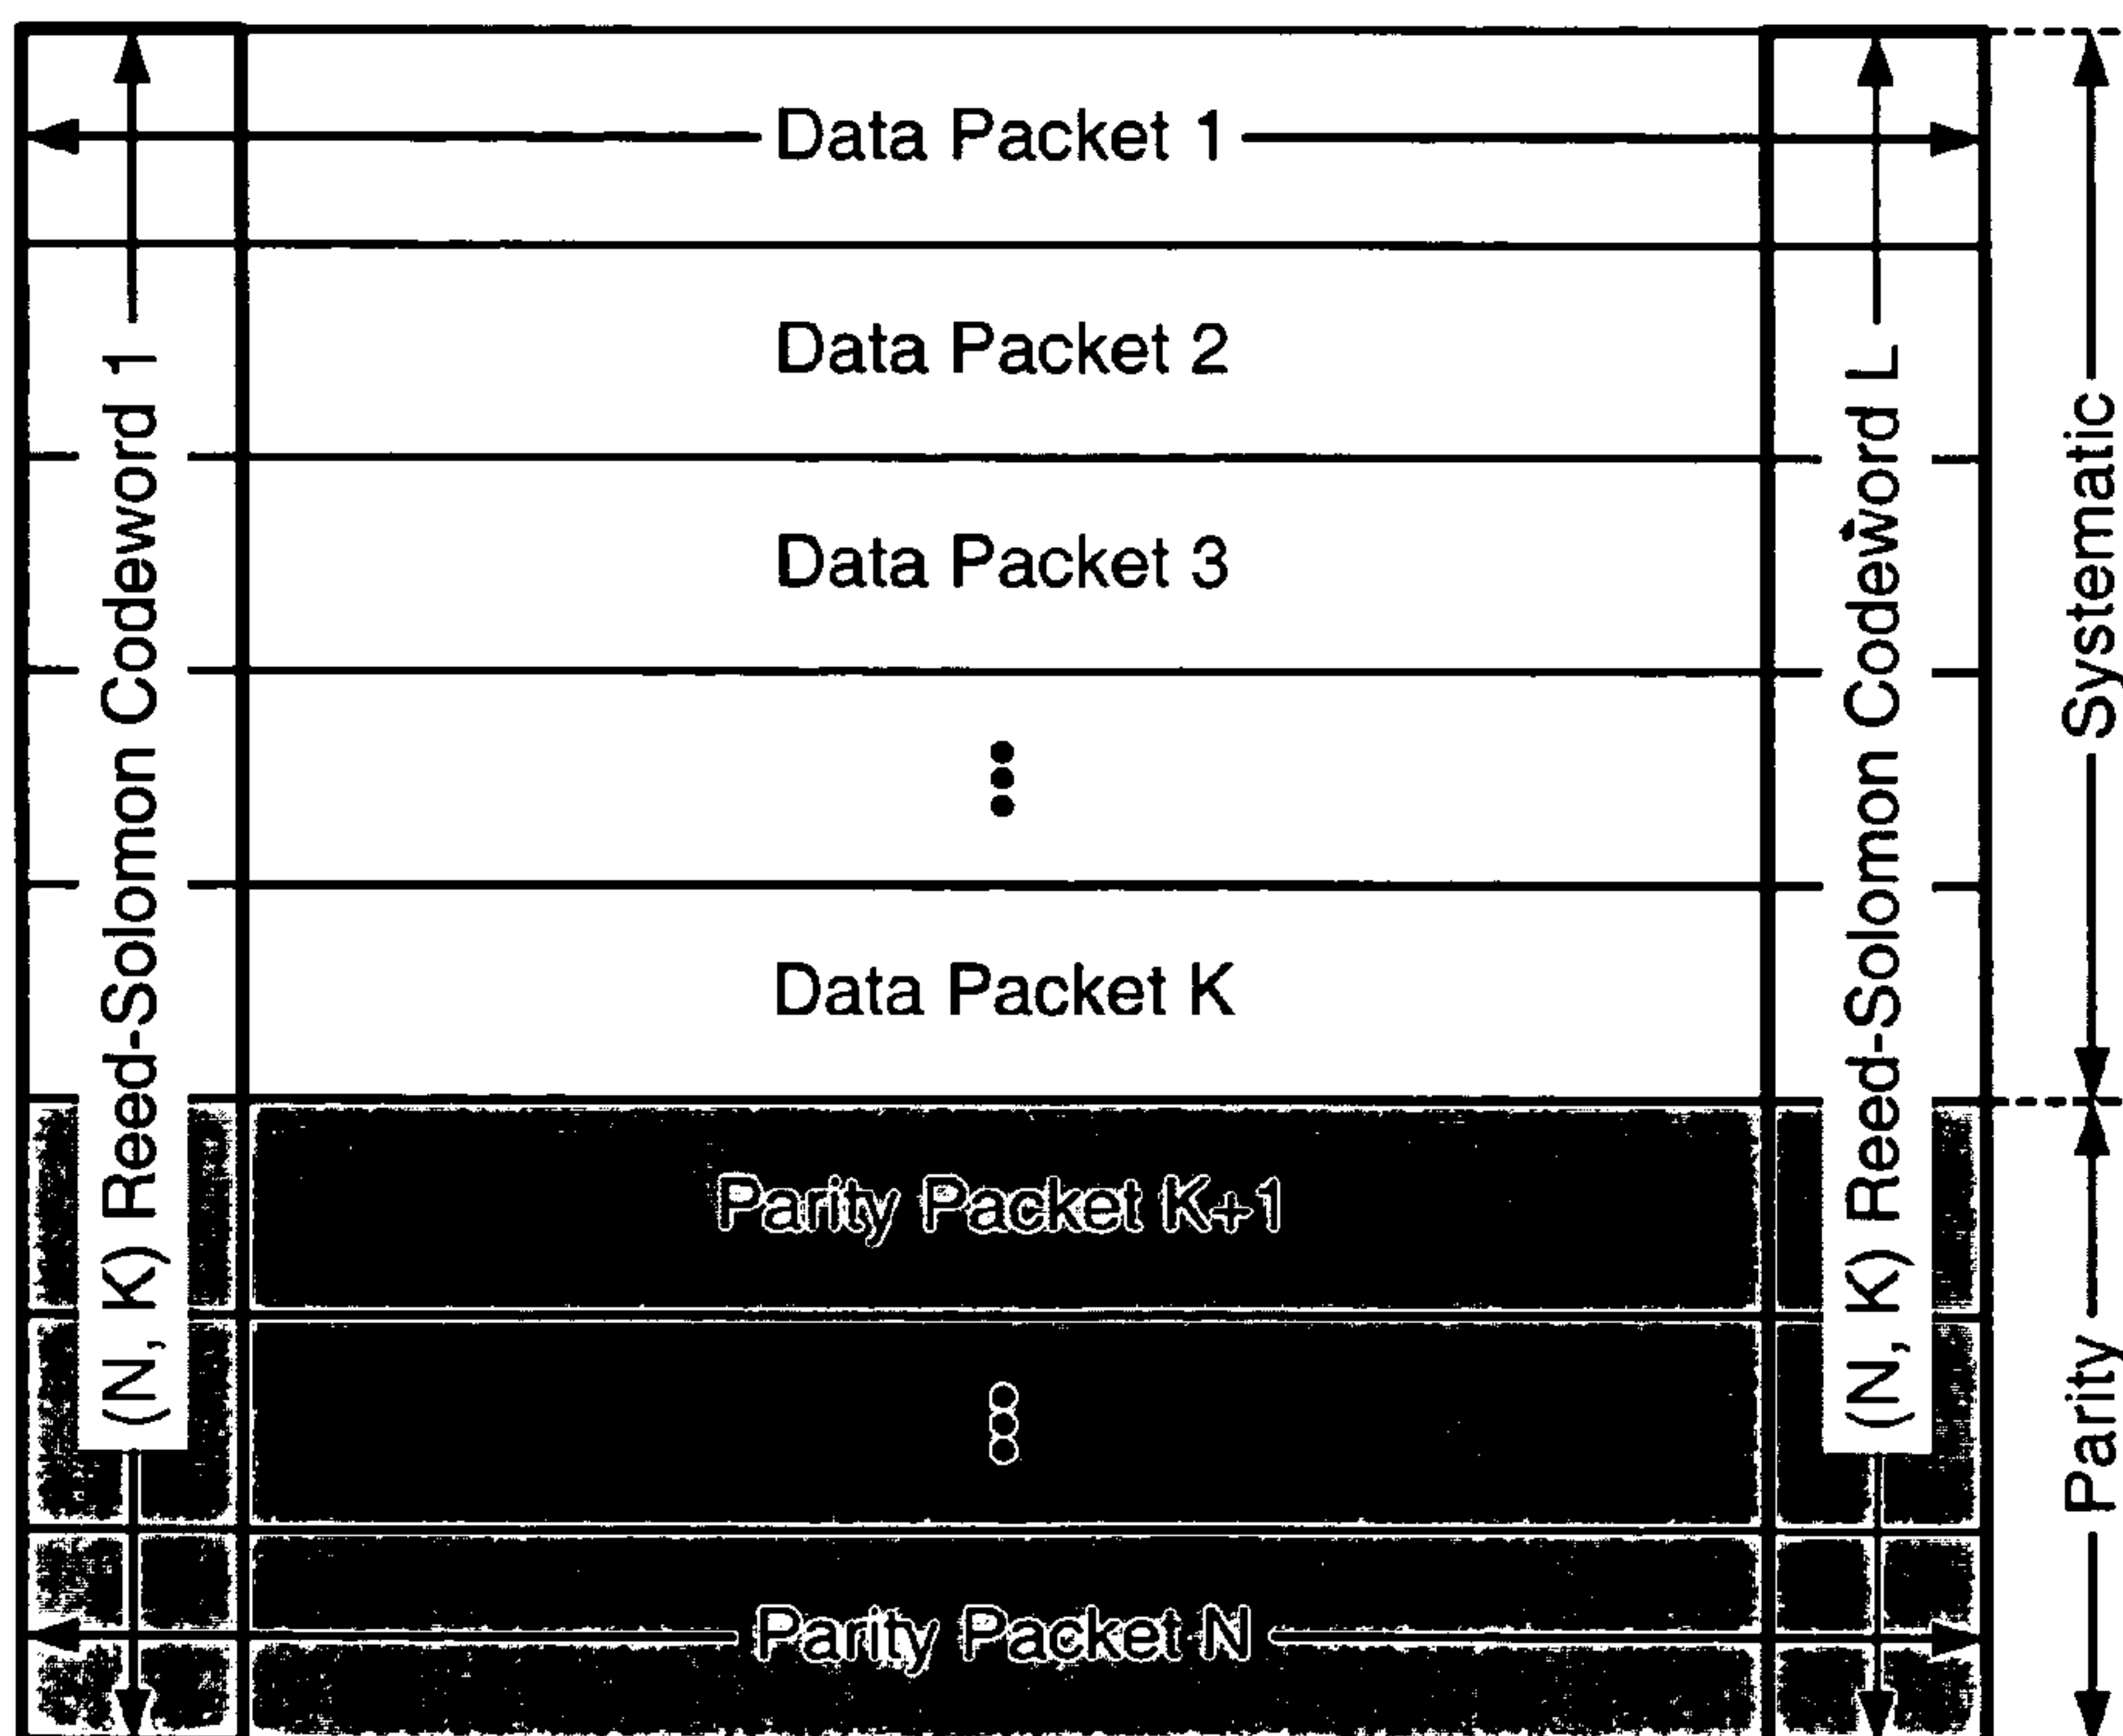 Data Packet 1
Data Packet 2
Data Packet 3
Data Packet K
Parity Packet K+1
Parity Packet N
(N, K) Reed-Solomon Codeword 1
(N, K) Reed-Solomon Codeword L
Systematic
Parity